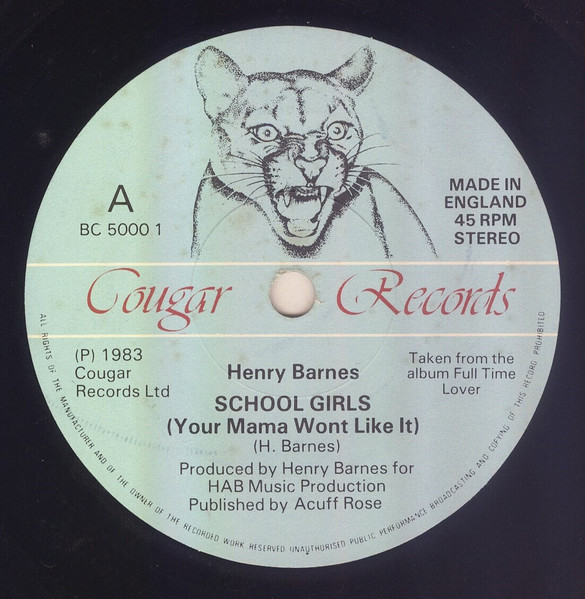 A
BC 5000 1
MADE IN
ENGLAND
45 RPM
STEREO
Cougar Records
(P) 1983
Cougar
Records Ltd
Henry Barnes
Taken from the
album Full Time
Lover
SCHOOL GIRLS
(Your Mama Wont Like It)
(H. Barnes)
Produced by Henry Barnes for
HAB Music Production
Published by Acuff Rose
ALL RIGHTS OF THE MANUFACTURER AND OF THE OWNER OF THE RECORDED WORK RESERVED UNAUTHORISED PUBLIC PERFORMANCE BROADCASTING AND COPYING OF THIS RECORD PROHIBITED